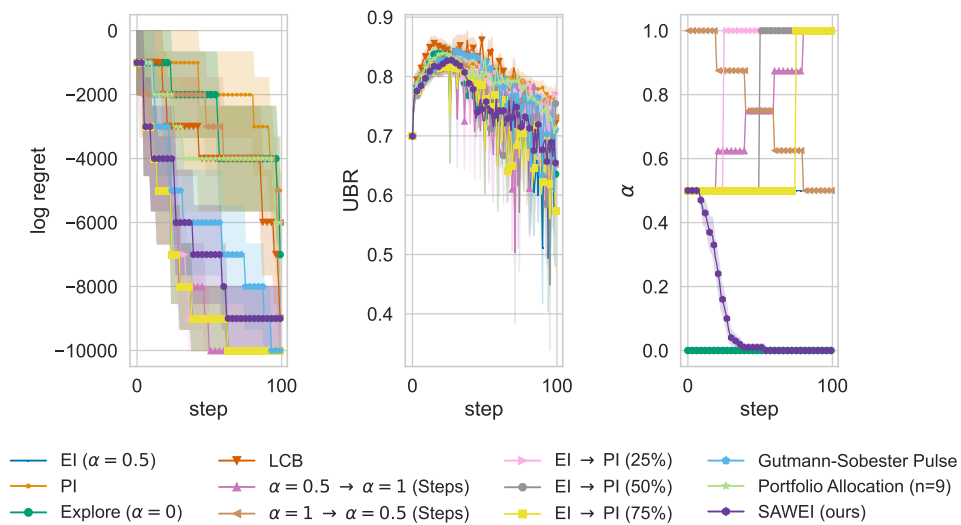 0
−2000
−4000
−6000
−8000
−10000
log regret
0
100
step
0.9
0.8
0.7
0.6
0.5
0.4
UBR
0
100
step
1.0
0.8
0.6
0.4
0.2
0.0
α
0
100
step
EI (α = 0.5)
PI
Explore (α = 0)
LCB
α = 0.5 → α = 1 (Steps)
α = 1 → α = 0.5 (Steps)
EI → PI (25%)
EI → PI (50%)
EI → PI (75%)
Gutmann-Sobester Pulse
Portfolio Allocation (n=9)
SAWEI (ours)